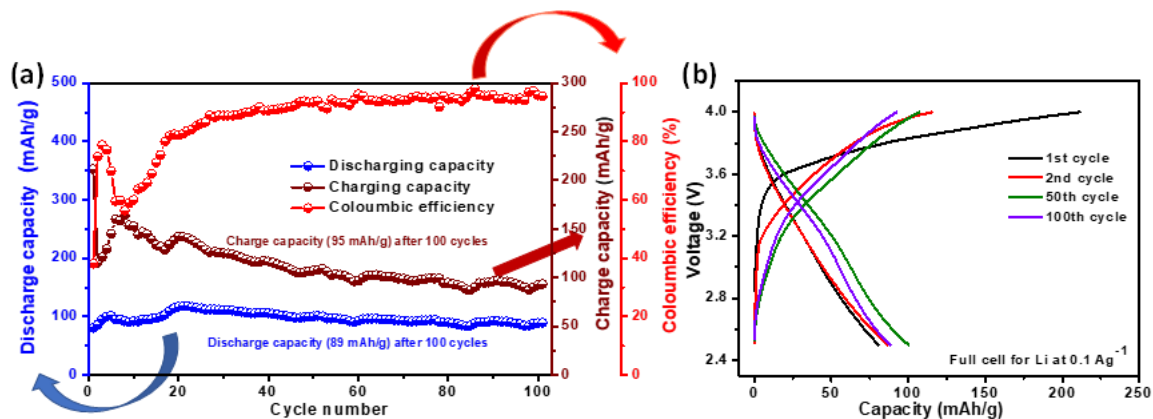 (a)
500
400
300
200
100
0
Discharge capacity (mAh/g)
0 20 40 60 80 100
Cycle number
300
250
200
150
100
50
0
Charge capacity (mAh/g)
100
80
60
40
20
0
Coloumbic efficiency (%)
Discharging capacity
Charging capacity
Coloumbic efficiency
Charge capacity (95 mAh/g) after 100 cycles
Discharge capacity (89 mAh/g) after 100 cycles
(b)
4.0
3.6
3.2
2.8
2.4
Voltage (V)
0 50 100 150 200 250
Capacity (mAh/g)
1st cycle
2nd cycle
50th cycle
100th cycle
Full cell for Li at 0.1 Ag⁻¹